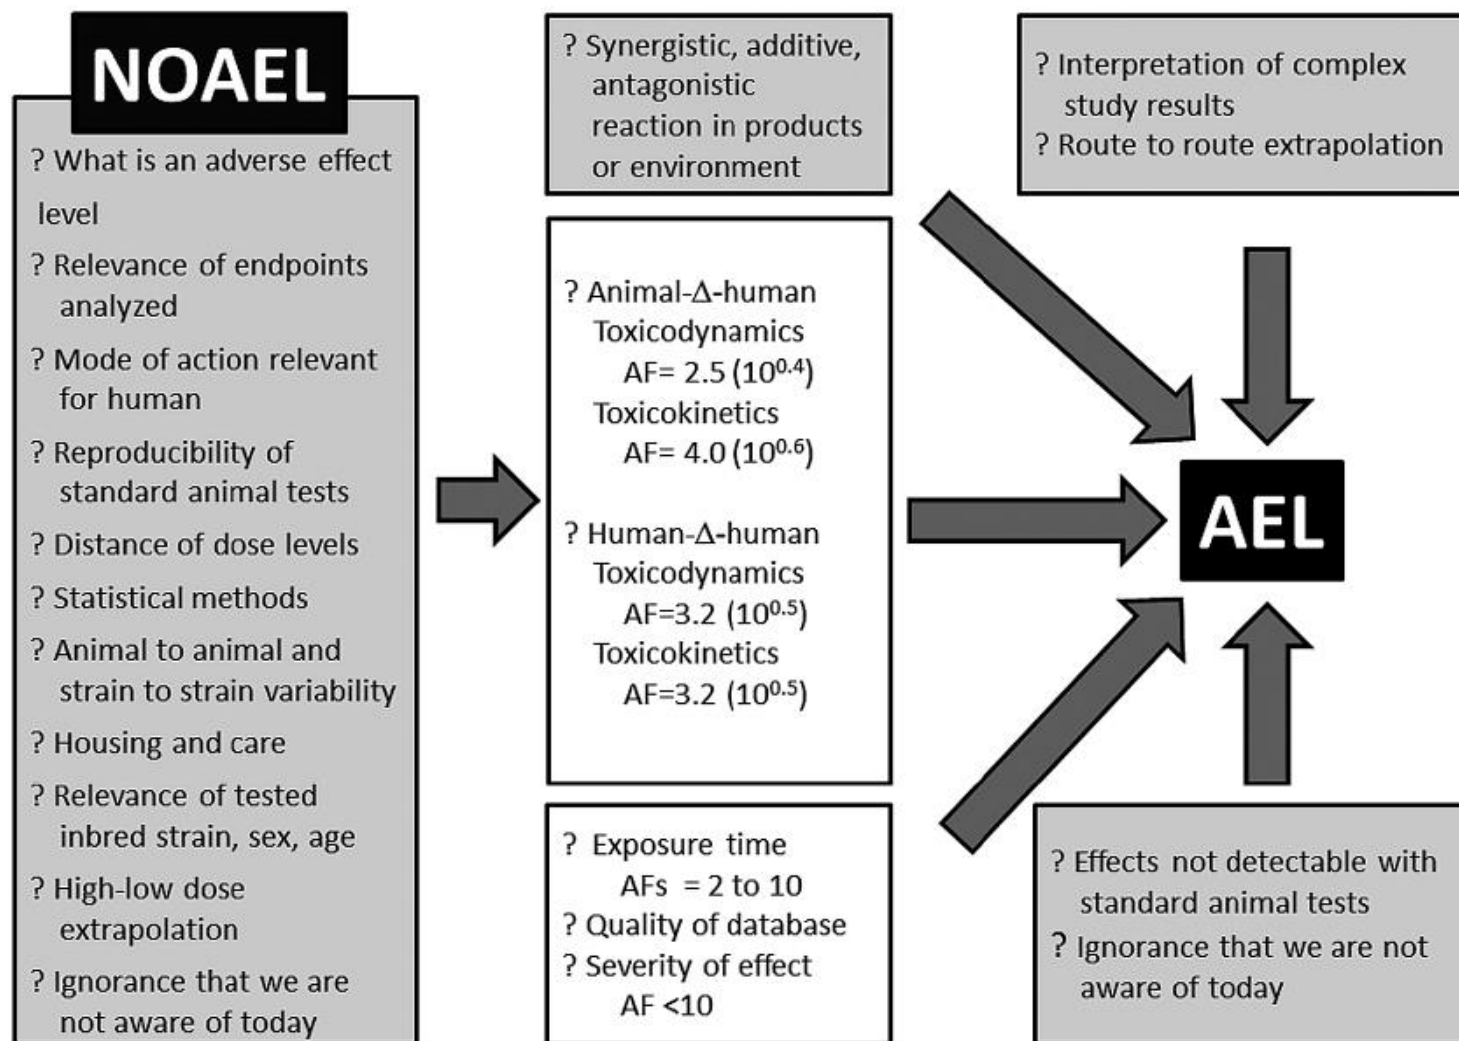 NOAEL
? What is an adverse effect
level
? Relevance of endpoints
analyzed
? Mode of action relevant
for human
? Reproducibility of
standard animal tests
? Distance of dose levels
? Statistical methods
? Animal to animal and
strain to strain variability
? Housing and care
? Relevance of tested
inbred strain, sex, age
? High-low dose
extrapolation
? Ignorance that we are
not aware of today
? Synergistic, additive,
antagonistic
reaction in products
or environment
? Animal-Δ-human
Toxicodynamics
AF= 2.5 (10^0.4)
Toxicokinetics
AF= 4.0 (10^0.6)
? Human-Δ-human
Toxicodynamics
AF=3.2 (10^0.5)
Toxicokinetics
AF=3.2 (10^0.5)
? Exposure time
AFs = 2 to 10
? Quality of database
? Severity of effect
AF <10
? Interpretation of complex
study results
? Route to route extrapolation
AEL
? Effects not detectable with
standard animal tests
? Ignorance that we are not
aware of today